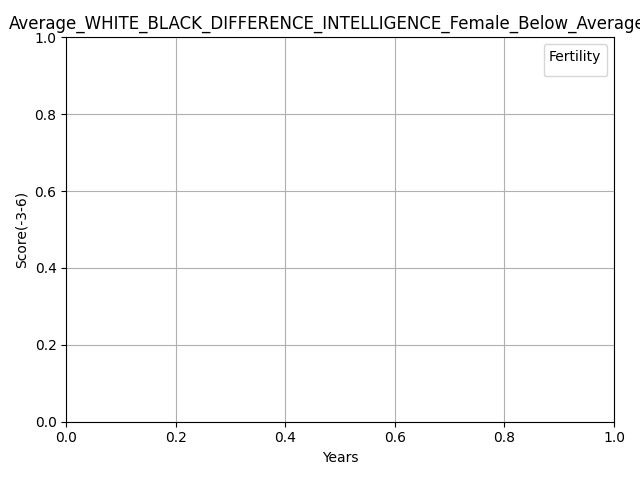 Average_WHITE_BLACK_DIFFERENCE_INTELLIGENCE_Female_Below_Average
Fertility
Score(-3-6)
1.0
0.8
0.6
0.4
0.2
0.0
0.0 0.2 0.4 0.6 0.8 1.0
Years